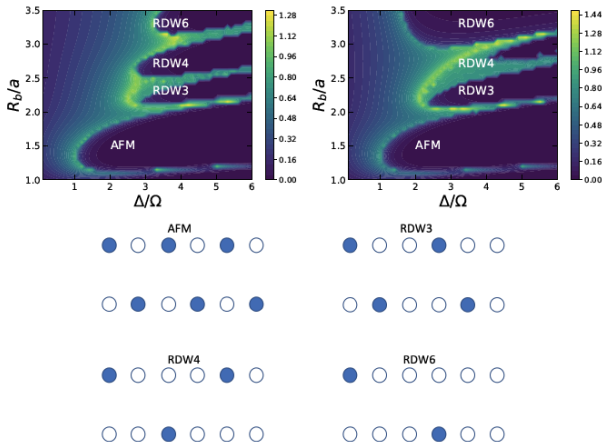 3.5
3.0
2.5
2.0
1.5
1.0
R_b/a
RDW6
RDW4
RDW3
AFM
0 1 2 3 4 5 6
Δ/Ω
1.28
1.12
0.96
0.80
0.64
0.48
0.32
0.16
0.00
3.5
3.0
2.5
2.0
1.5
1.0
R_b/a
RDW6
RDW4
RDW3
AFM
0 1 2 3 4 5 6
Δ/Ω
1.44
1.28
1.12
0.96
0.80
0.64
0.48
0.32
0.16
0.00
AFM
RDW3
RDW4
RDW6